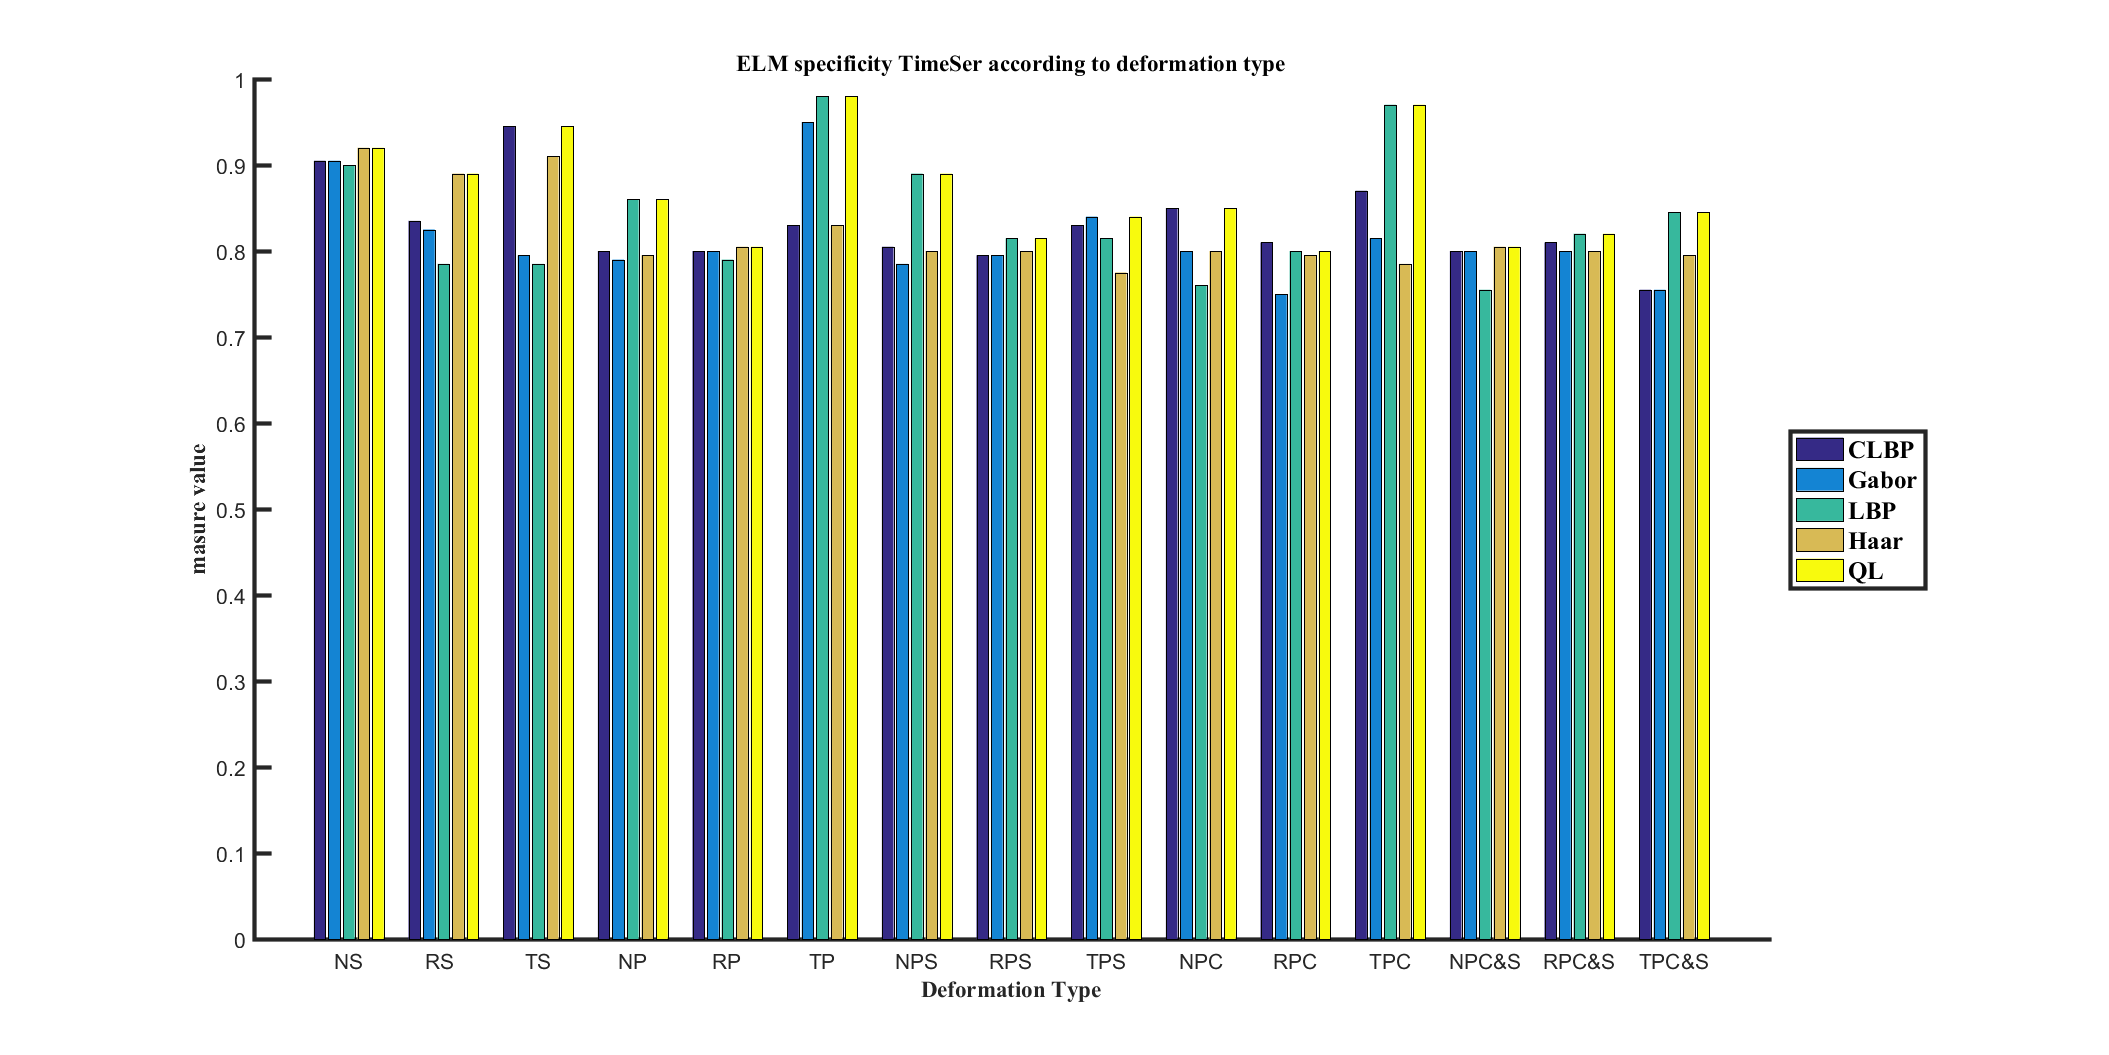 ELM specificity TimeSer according to deformation type
1
0.9
0.8
0.7
0.6
0.5
0.4
0.3
0.2
0.1
0
masure value
NS RS TS NP RP TP NPS RPS TPS NPC RPC TPC NPC&S RPC&S TPC&S
Deformation Type
CLBP
Gabor
LBP
Haar
QL